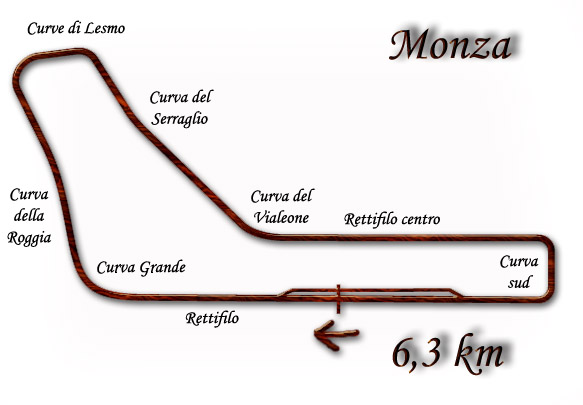 Monza
Curve di Lesmo
Curva del
Serraglio
Curva
della
Roggia
Curva del
Vialeone
Rettifilo centro
Curva
sud
Curva Grande
Rettifilo
6,3 km